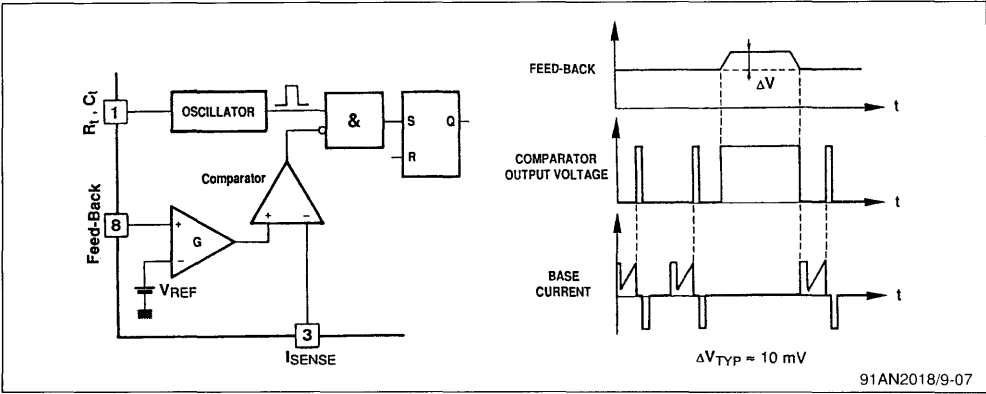 Rt , Ct
1
OSCILLATOR
&
S
Q
R
Comparator
Feed-Back
8
+
−
G
+
−
VREF
3
ISENSE
FEED-BACK
ΔV
t
COMPARATOR
OUTPUT VOLTAGE
t
BASE
CURRENT
t
ΔVTYP ≈ 10 mV
91AN2018/9-07